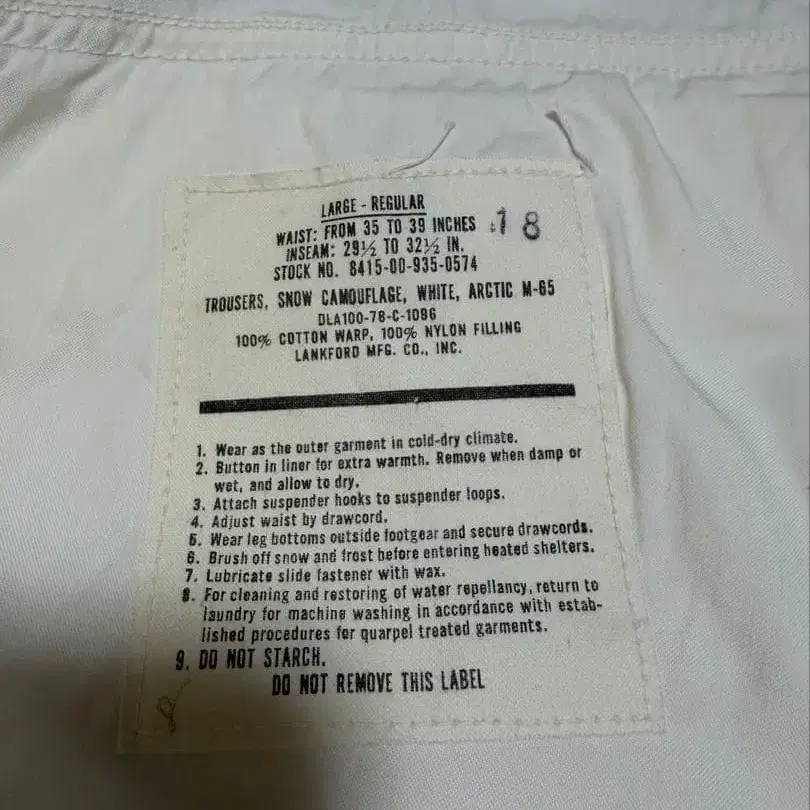 LARGE - REGULAR
WAIST: FROM 35 TO 39 INCHES
18
INSEAM: 29½ TO 32½ IN.
STOCK NO. 8415-00-935-0574
TROUSERS, SNOW CAMOUFLAGE, WHITE, ARCTIC M-65
DLA100-78-C-1096
100% COTTON WARP, 100% NYLON FILLING
LANKFORD MFG. CO., INC.
1. Wear as the outer garment in cold-dry climate.
2. Button in liner for extra warmth. Remove when damp or
wet, and allow to dry.
3. Attach suspender hooks to suspender loops.
4. Adjust waist by drawcord.
5. Wear leg bottoms outside footgear and secure drawcords.
6. Brush off snow and frost before entering heated shelters.
7. Lubricate slide fastener with wax.
8. For cleaning and restoring of water repellancy, return to
laundry for machine washing in accordance with estab-
lished procedures for quarpel treated garments.
9. DO NOT STARCH.
DO NOT REMOVE THIS LABEL